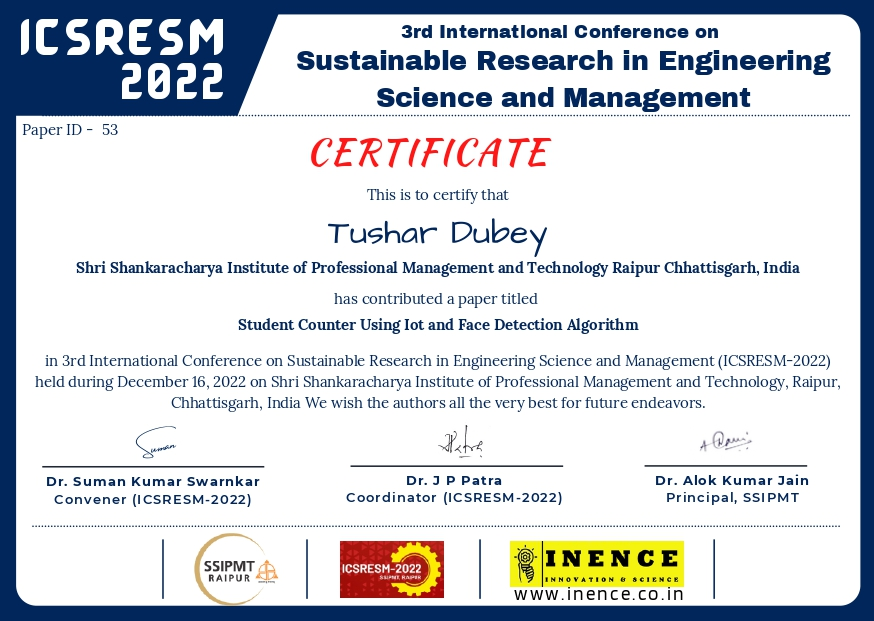 ICSRESM
2022
3rd International Conference on
Sustainable Research in Engineering
Science and Management
Paper ID - 53
CERTIFICATE
This is to certify that
Tushar Dubey
Shri Shankaracharya Institute of Professional Management and Technology Raipur Chhattisgarh, India
has contributed a paper titled
Student Counter Using Iot and Face Detection Algorithm
in 3rd International Conference on Sustainable Research in Engineering Science and Management (ICSRESM-2022)
held during December 16, 2022 on Shri Shankaracharya Institute of Professional Management and Technology, Raipur,
Chhattisgarh, India We wish the authors all the very best for future endeavors.
Suman
Dr. Suman Kumar Swarnkar
Convener (ICSRESM-2022)
Dr. J P Patra
Coordinator (ICSRESM-2022)
Dr. Alok Kumar Jain
Principal, SSIPMT
SSIPMT
RAIPUR
ICSRESM-2022
SSIPMT RAIPUR
INENCE
INNOVATION & SCIENCE
www.inence.co.in